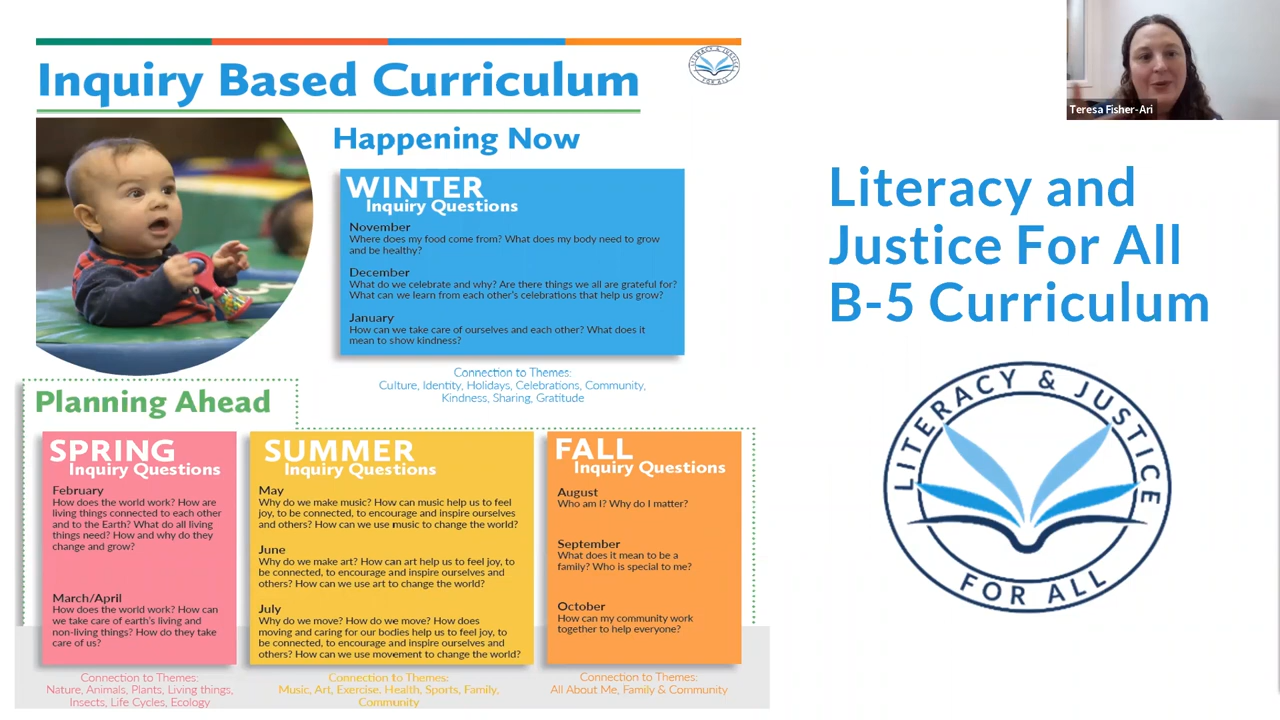 Inquiry Based Curriculum
LITERACY & JUSTICE
FOR ALL
Happening Now
WINTER
Inquiry Questions
November
Where does my food come from? What does my body need to grow
and be healthy?
December
What do we celebrate and why? Are there things we all are grateful for?
What can we learn from each other's celebrations that help us grow?
January
How can we take care of ourselves and each other? What does it
mean to show kindness?
Connection to Themes:
Culture, Identity, Holidays, Celebrations, Community,
Kindness, Sharing, Gratitude
Planning Ahead
SPRING
Inquiry Questions
February
How does the world work? How are
living things connected to each other
and to the Earth? What do all living
things need? How and why do they
change and grow?
March/April
How does the world work? How can
we take care of earth's living and
non-living things? How do they take
care of us?
Connection to Themes:
Nature, Animals, Plants, Living things,
Insects, Life Cycles, Ecology
SUMMER
Inquiry Questions
May
Why do we make music? How can music help us to feel
joy, to be connected, to encourage and inspire ourselves
and others? How can we use music to change the world?
June
Why do we make art? How can art help us to feel joy, to
be connected, to encourage and inspire ourselves and
others? How can we use art to change the world?
July
Why do we move? How do we move? How does
moving and caring for our bodies help us to feel joy, to
be connected, to encourage and inspire ourselves and
others? How can we use movement to change the world?
Connection to Themes:
Music, Art, Exercise, Health, Sports, Family,
Community
FALL
Inquiry Questions
August
Who am I? Why do I matter?
September
What does it mean to be a
family? Who is special to me?
October
How can my community work
together to help everyone?
Connection to Themes:
All About Me, Family & Community
Teresa Fisher-Ari
Literacy and
Justice For All
B-5 Curriculum
LITERACY & JUSTICE
FOR ALL